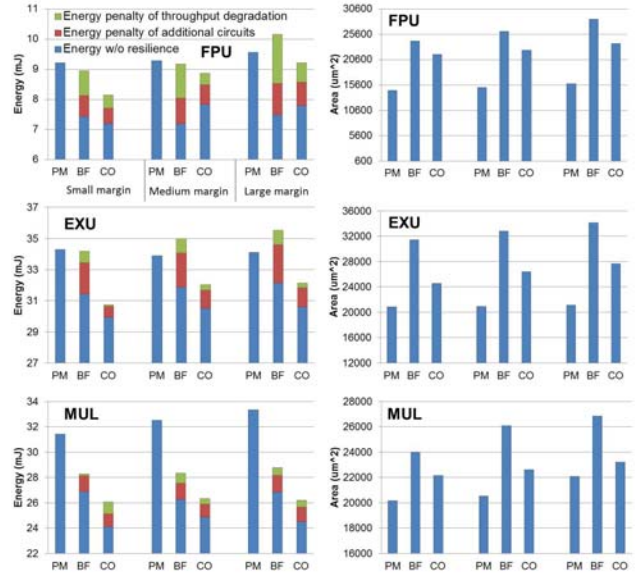 Energy penalty of throughput degradation
Energy penalty of additional circuits
Energy w/o resilience
FPU
Energy (mJ)
11
10
9
8
7
6
PM BF CO PM BF CO PM BF CO
Small margin Medium margin Large margin
FPU
Area (um^2)
30600
25600
20600
15600
10600
5600
600
PM BF CO PM BF CO PM BF CO
EXU
Energy (mJ)
37
35
33
31
29
27
PM BF CO PM BF CO PM BF CO
EXU
Area (um^2)
36000
32000
28000
24000
20000
16000
12000
PM BF CO PM BF CO PM BF CO
MUL
Energy (mJ)
34
32
30
28
26
24
22
PM BF CO PM BF CO PM BF CO
MUL
Area (um^2)
28000
26000
24000
22000
20000
18000
16000
PM BF CO PM BF CO PM BF CO